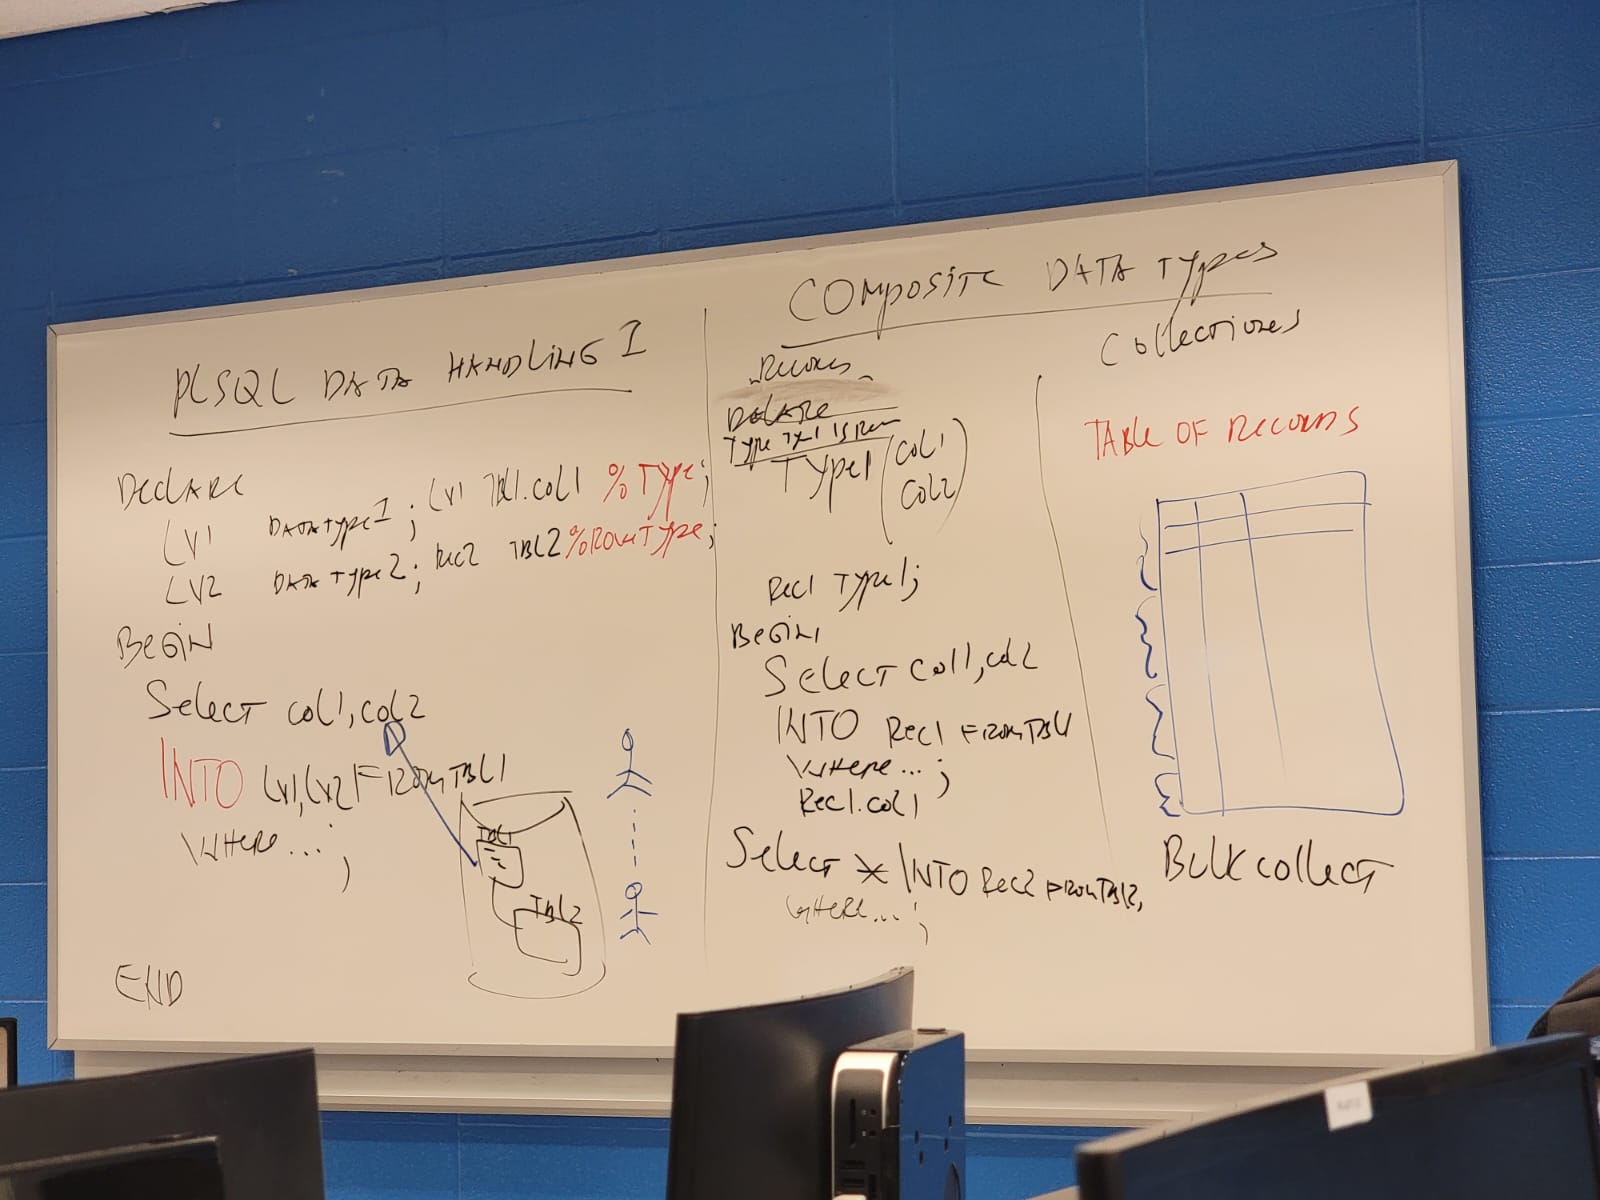 PLSQL DATA HANDLING I
DECLARE
LV1 DATATYPE1; LV1 TBL1.COL1 %TYPE;
LV2 DATATYPE2; REC2 TBL2%ROWTYPE;
BEGIN
SELECT COL1,COL2
INTO LV1,LV2 FROM TBL1
WHERE...;
TBL1
TBL2
END
COMPOSITE DATA TYPES
RECORDS
DECLARE
TYPE TYP1 IS REC
TYPE1 (COL1
COL2)
REC1 TYPE1;
BEGIN
SELECT COL1,COL2
INTO REC1 FROM TBL1
WHERE...;
REC1.COL1
SELECT * INTO REC2 FROM TBL2,
WHERE...;
Collections
TABLE OF RECORDS
BULK COLLECT